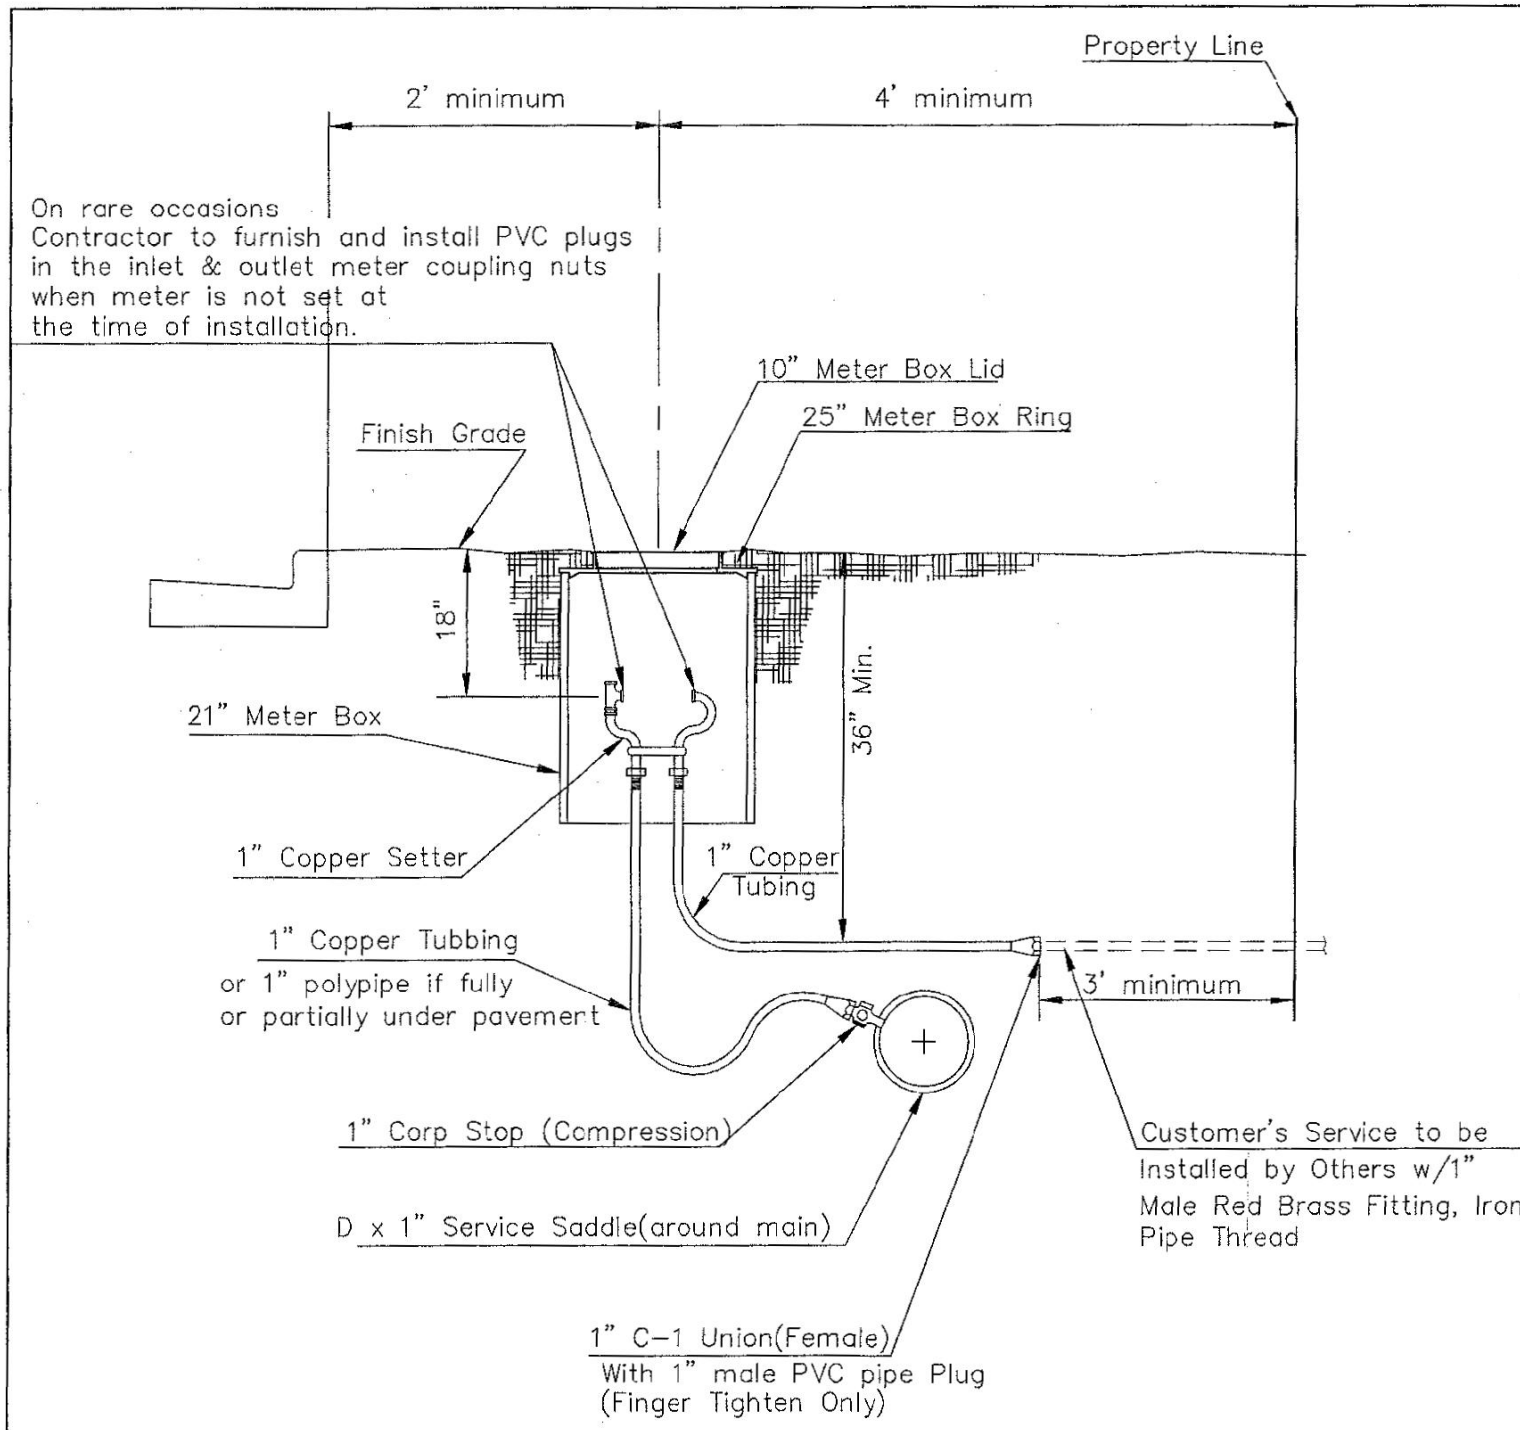 Property Line
2' minimum
4' minimum
On rare occasions
Contractor to furnish and install PVC plugs
in the inlet & outlet meter coupling nuts
when meter is not set at
the time of installation.
10" Meter Box Lid
25" Meter Box Ring
Finish Grade
18"
36" Min.
21" Meter Box
1" Copper Setter
1" Copper
Tubing
1" Copper Tubbing
or 1" polypipe if fully
or partially under pavement
3' minimum
1" Corp Stop (Compression)
Customer's Service to be
Installed by Others w/1"
Male Red Brass Fitting, Iron
Pipe Thread
D x 1" Service Saddle(around main)
1" C-1 Union(Female)
With 1" male PVC pipe Plug
(Finger Tighten Only)